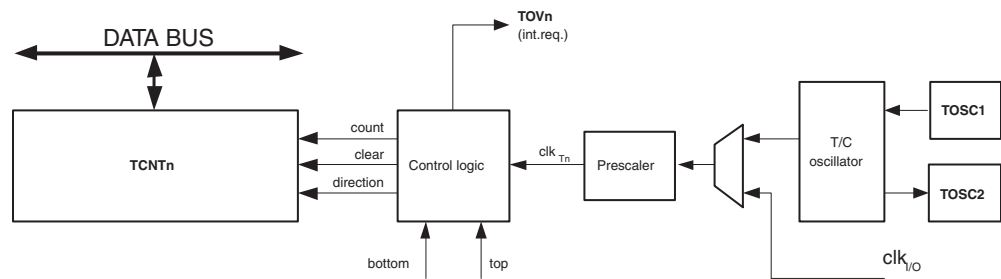 TOVn
(int.req.)
DATA BUS
TCNTn
count
clear
direction
Control logic
clk Tn
Prescaler
T/C
oscillator
TOSC1
TOSC2
bottom
top
clk I/O